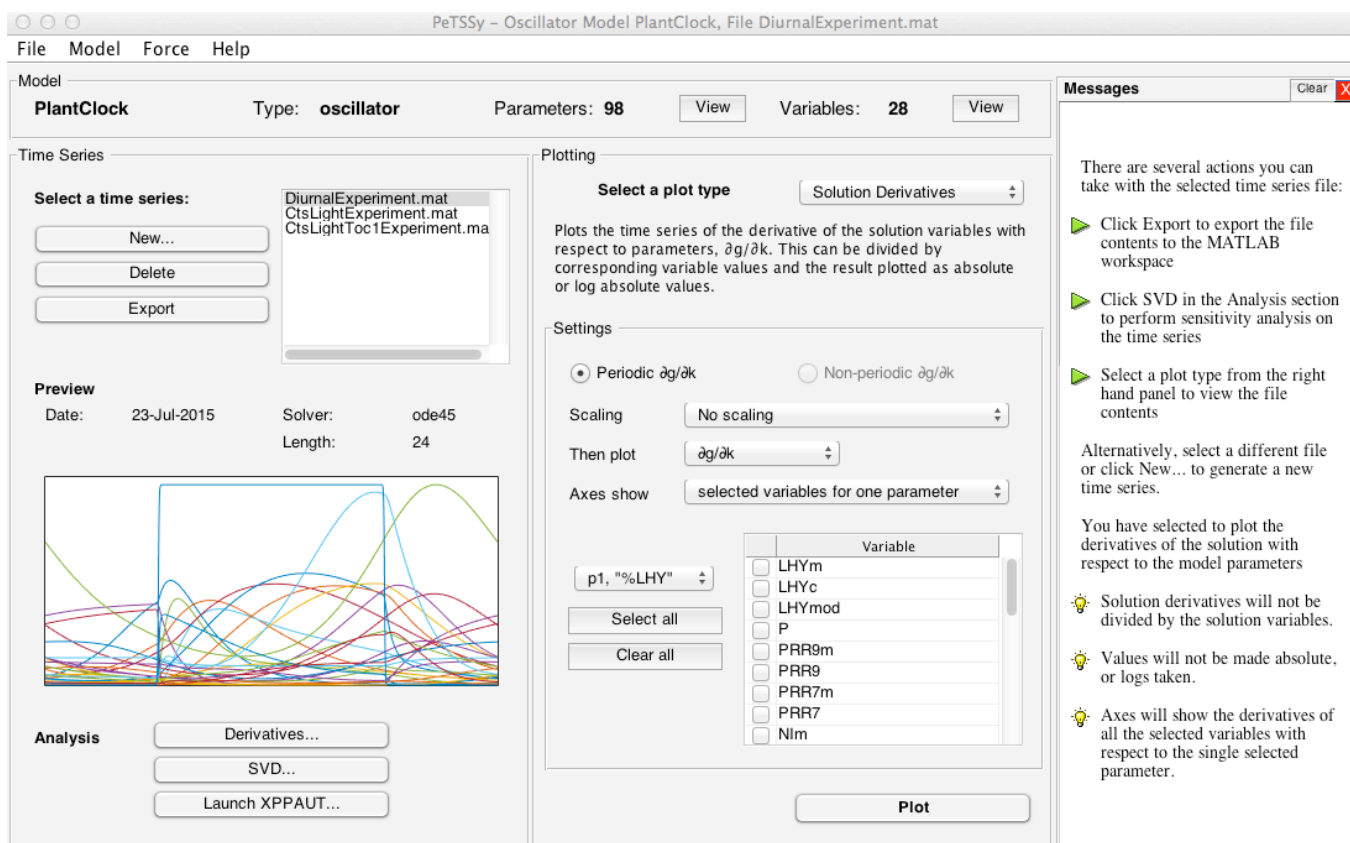 PeTSSy – Oscillator Model PlantClock, File DiurnalExperiment.mat
File Model Force Help
Model
PlantClock Type: oscillator Parameters: 98 View Variables: 28 View
Time Series
Select a time series:
New...
Delete
Export
DiurnalExperiment.mat
CtsLightExperiment.mat
CtsLightToc1Experiment.ma
Preview
Date: 23-Jul-2015 Solver: ode45
Length: 24
Analysis
Derivatives...
SVD...
Launch XPPAUT...
Plotting
Select a plot type Solution Derivatives
Plots the time series of the derivative of the solution variables with
respect to parameters, ∂g/∂k. This can be divided by
corresponding variable values and the result plotted as absolute
or log absolute values.
Settings
Periodic ∂g/∂k Non-periodic ∂g/∂k
Scaling No scaling
Then plot ∂g/∂k
Axes show selected variables for one parameter
p1, "%LHY"
Select all
Clear all
Variable
LHYm
LHYc
LHYmod
P
PRR9m
PRR9
PRR7m
PRR7
NIm
Plot
Messages Clear X
There are several actions you can
take with the selected time series file:
Click Export to export the file
contents to the MATLAB
workspace
Click SVD in the Analysis section
to perform sensitivity analysis on
the time series
Select a plot type from the right
hand panel to view the file
contents
Alternatively, select a different file
or click New... to generate a new
time series.
You have selected to plot the
derivatives of the solution with
respect to the model parameters
Solution derivatives will not be
divided by the solution variables.
Values will not be made absolute,
or logs taken.
Axes will show the derivatives of
all the selected variables with
respect to the single selected
parameter.